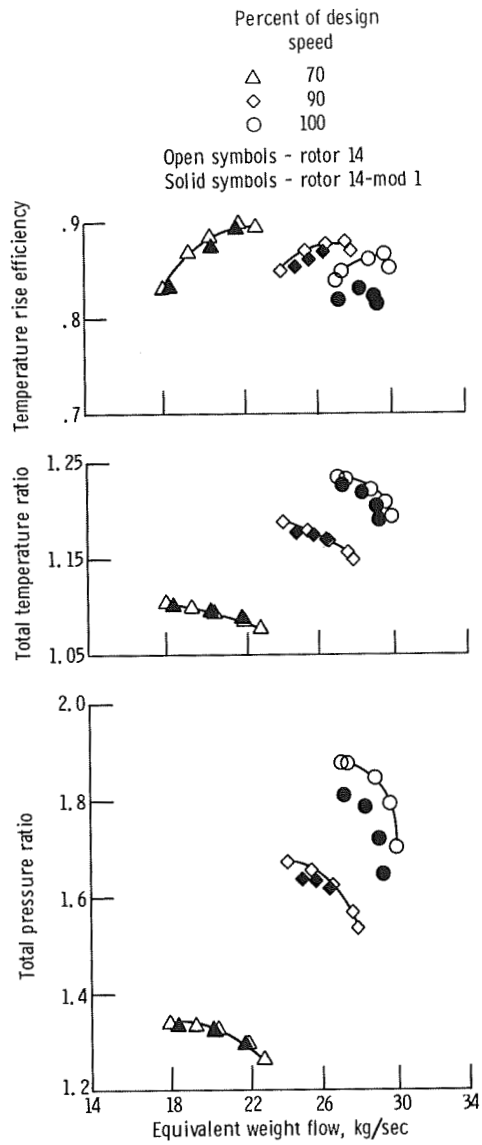 Percent of design
speed
70
90
100
Open symbols - rotor 14
Solid symbols - rotor 14-mod 1
Temperature rise efficiency
.9
.8
.7
Total temperature ratio
1.25
1.15
1.05
Total pressure ratio
2.0
1.8
1.6
1.4
1.2
14 18 22 26 30 34
Equivalent weight flow, kg/sec